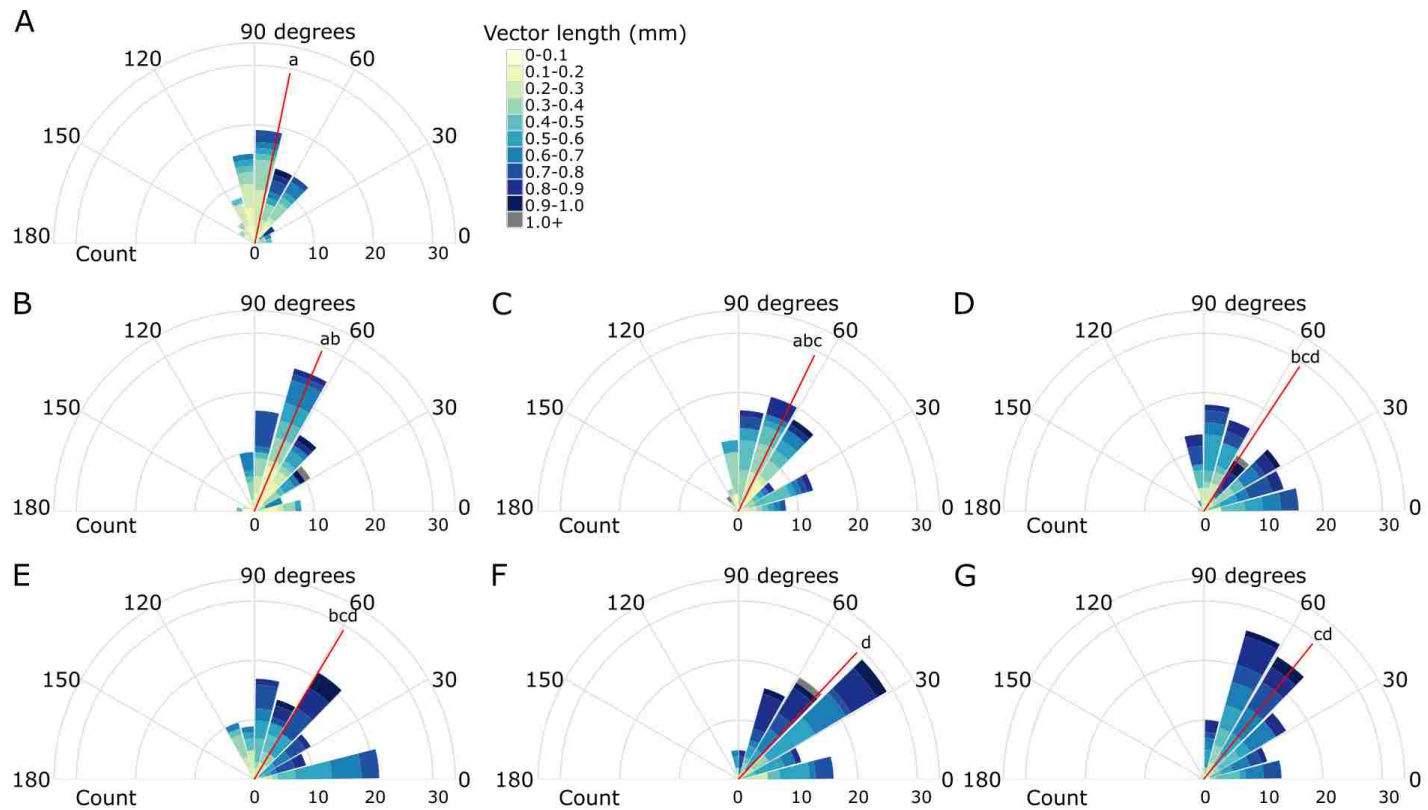 A
90 degrees
120
60
a
150
30
180
0
Count
0
10
20
30
Vector length (mm)
0-0.1
0.1-0.2
0.2-0.3
0.3-0.4
0.4-0.5
0.5-0.6
0.6-0.7
0.7-0.8
0.8-0.9
0.9-1.0
1.0+
B
90 degrees
120
60
ab
150
30
180
0
Count
0
10
20
30
C
90 degrees
120
60
abc
150
30
180
0
Count
0
10
20
30
D
90 degrees
120
60
bcd
150
30
180
0
Count
0
10
20
30
E
90 degrees
120
60
bcd
150
30
180
0
Count
0
10
20
30
F
90 degrees
120
60
d
150
30
180
0
Count
0
10
20
30
G
90 degrees
120
60
cd
150
30
180
0
Count
0
10
20
30